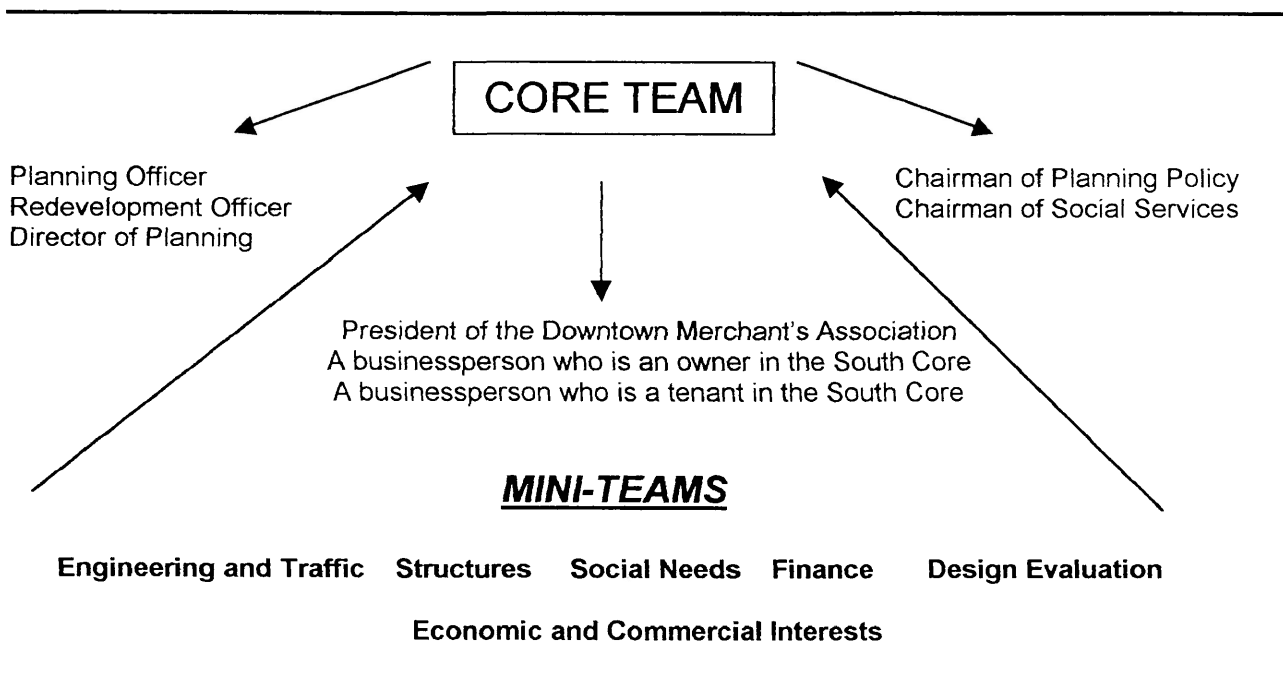 CORE TEAM
Planning Officer
Redevelopment Officer
Director of Planning
Chairman of Planning Policy
Chairman of Social Services
President of the Downtown Merchant's Association
A businessperson who is an owner in the South Core
A businessperson who is a tenant in the South Core
MINI-TEAMS
Engineering and Traffic Structures Social Needs Finance Design Evaluation
Economic and Commercial Interests